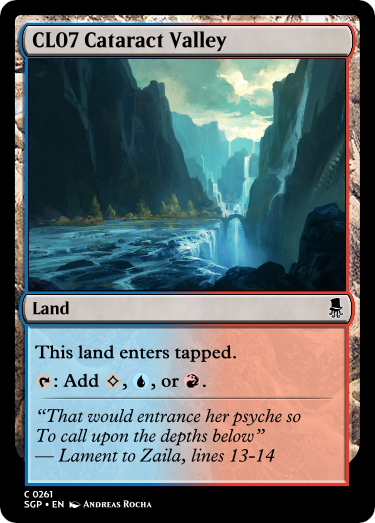 CL07 Cataract Valley
Land
This land enters tapped.
: Add , , or .
“That would entrance her psyche so
To call upon the depths below”
— Lament to Zaila, lines 13-14
C 0261
SGP • EN Andreas Rocha